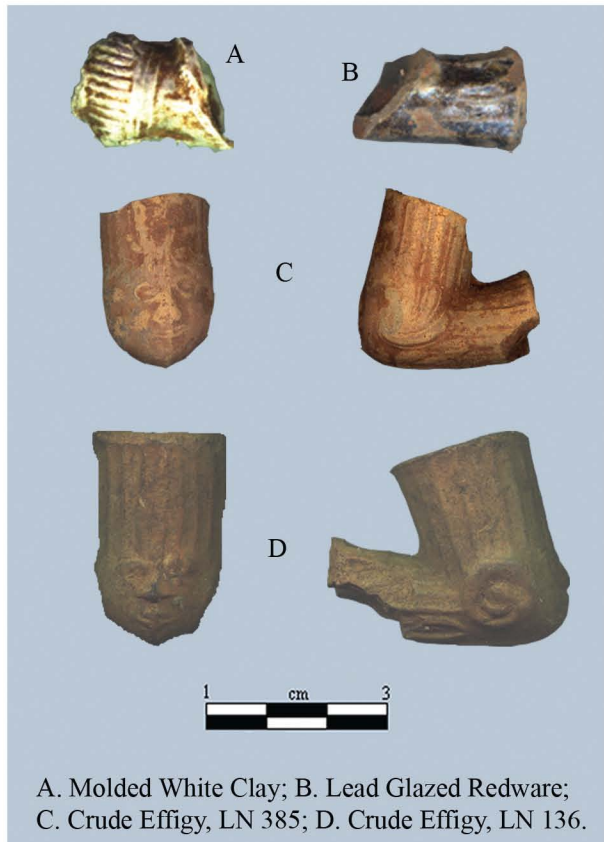 A
B
C
D
1 cm 3
A. Molded White Clay; B. Lead Glazed Redware;
C. Crude Effigy, LN 385; D. Crude Effigy, LN 136.